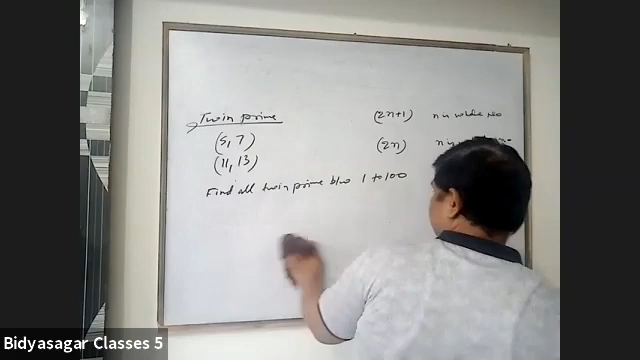 Twin prime
(5, 7)
(11, 13)
Find all twin prime b/w 1 to 100
(2n+1) n is whole no
(2n) n is
Bidyasagar Classes 5